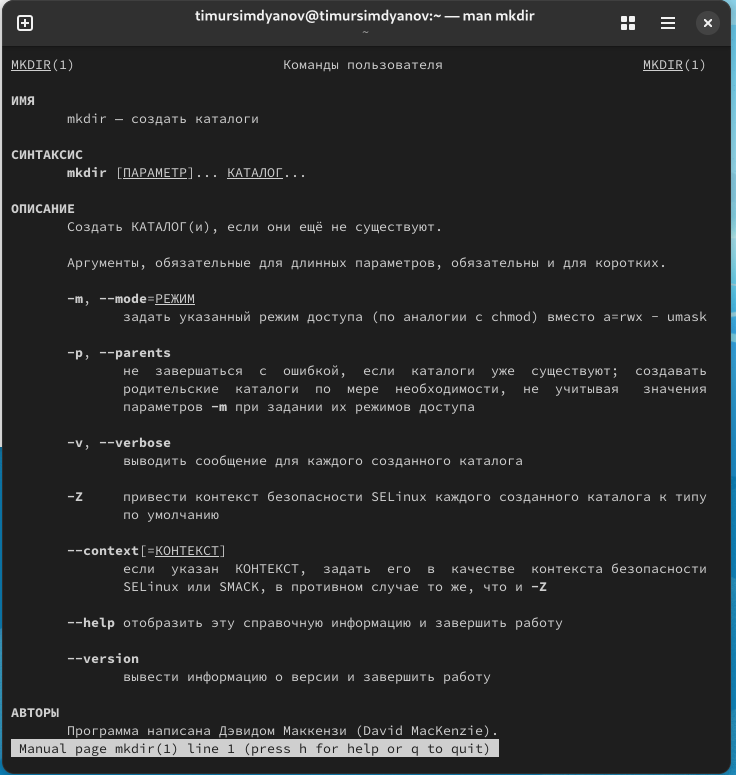 timursimdyanov@timursimdyanov:~ — man mkdir
~
MKDIR(1) Команды пользователя MKDIR(1)
ИМЯ
mkdir — создать каталоги
СИНТАКСИС
mkdir [ПАРАМЕТР]... КАТАЛОГ...
ОПИСАНИЕ
Создать КАТАЛОГ(и), если они ещё не существуют.
Аргументы, обязательные для длинных параметров, обязательны и для коротких.
-m, --mode=РЕЖИМ
задать указанный режим доступа (по аналогии с chmod) вместо a=rwx - umask
-p, --parents
не завершаться с ошибкой, если каталоги уже существуют; создавать
родительские каталоги по мере необходимости, не учитывая значения
параметров -m при задании их режимов доступа
-v, --verbose
выводить сообщение для каждого созданного каталога
-Z привести контекст безопасности SELinux каждого созданного каталога к типу
по умолчанию
--context[=КОНТЕКСТ]
если указан КОНТЕКСТ, задать его в качестве контекста безопасности
SELinux или SMACK, в противном случае то же, что и -Z
--help отобразить эту справочную информацию и завершить работу
--version
вывести информацию о версии и завершить работу
АВТОРЫ
Программа написана Дэвидом Маккензи (David MacKenzie).
Manual page mkdir(1) line 1 (press h for help or q to quit)